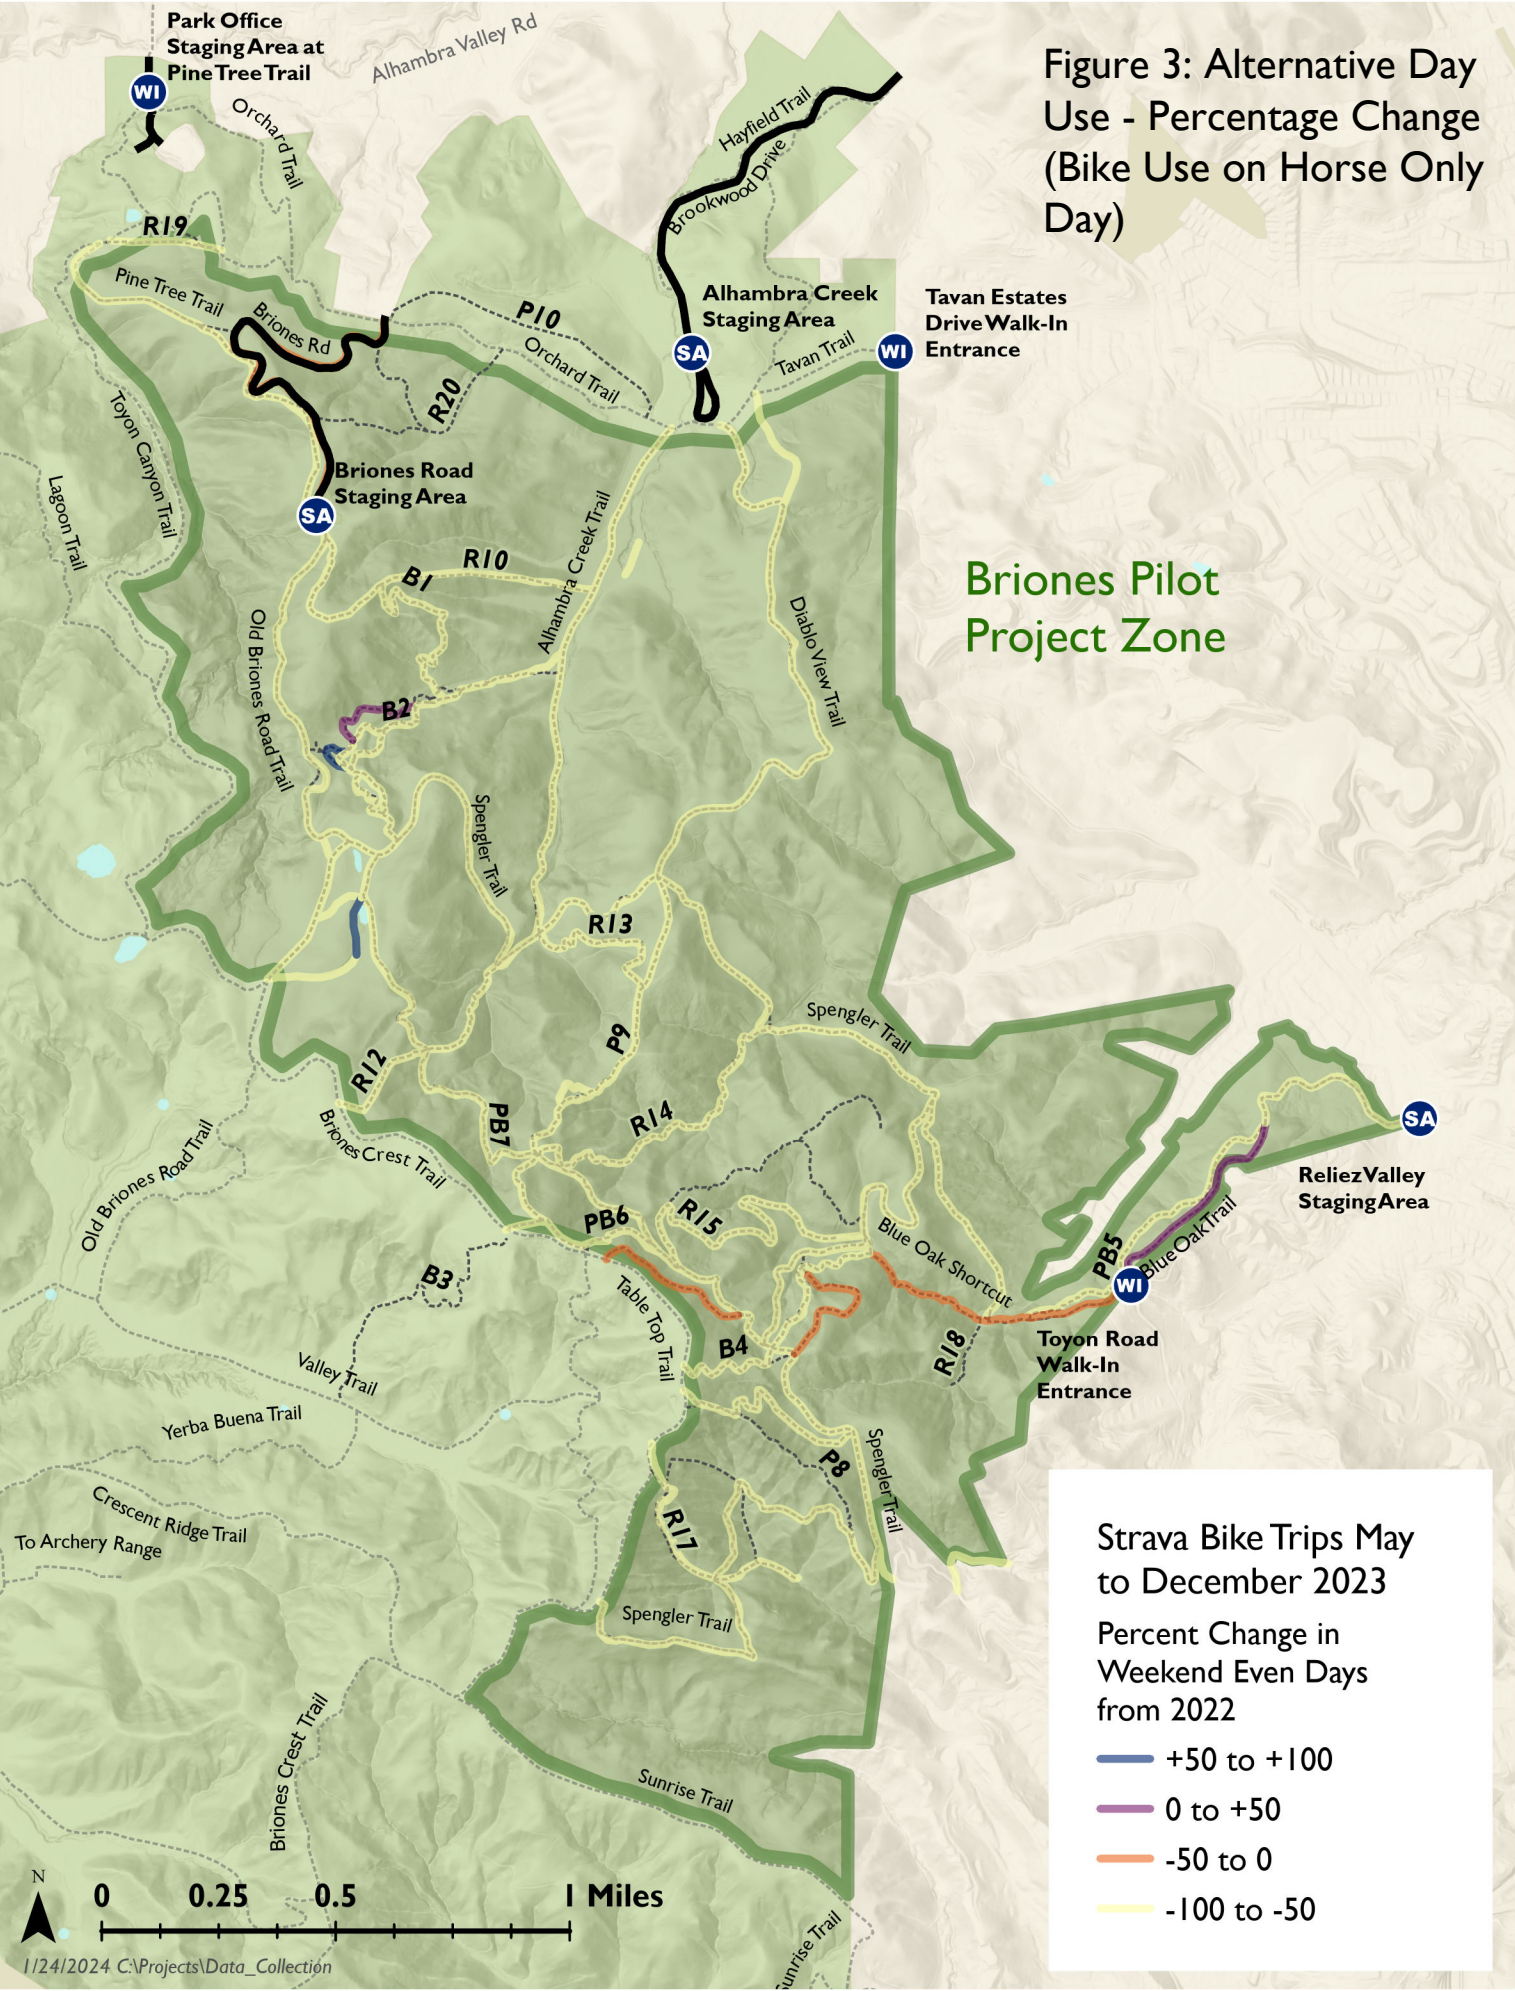 Park Office
Staging Area at
Pine Tree Trail
WI
Alhambra Valley Rd
Orchard Trail
Hayfield Trail
Brookwood Drive
Figure 3: Alternative Day
Use - Percentage Change
(Bike Use on Horse Only
Day)
R19
Pine Tree Trail
Briones Rd
P10
Orchard Trail
R20
Alhambra Creek
Staging Area
SA
Tavan Trail
WI
Tavan Estates
Drive Walk-In
Entrance
Toyon Canyon Trail
Lagoon Trail
Briones Road
Staging Area
SA
R10
B1
Alhambra Creek Trail
Briones Pilot
Project Zone
Old Briones Road Trail
Diablo View Trail
B2
Spengler Trail
R13
P9
Spengler Trail
R12
PB7
R14
Briones Crest Trail
Old Briones Road Trail
SA
Reliez Valley
Staging Area
PB6
R15
Blue Oak Shortcut
PB5
Blue Oak Trail
WI
B3
Table Top Trail
B4
R18
Toyon Road
Walk-In
Entrance
Valley Trail
Yerba Buena Trail
P8
Spengler Trail
Crescent Ridge Trail
To Archery Range
R17
Spengler Trail
Briones Crest Trail
Sunrise Trail
Sunrise Trail
Strava Bike Trips May
to December 2023
Percent Change in
Weekend Even Days
from 2022
+50 to +100
0 to +50
-50 to 0
-100 to -50
N
0 0.25 0.5 1 Miles
1/24/2024 C:\Projects\Data_Collection